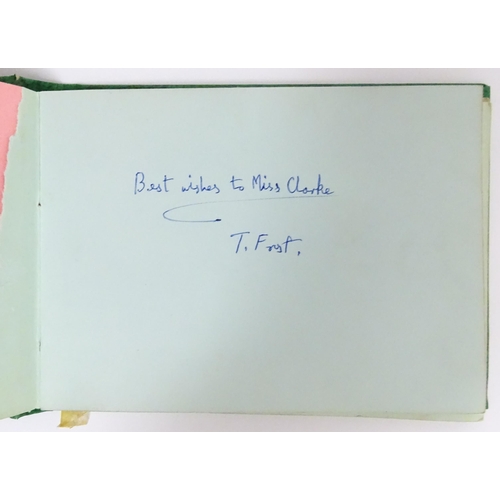 Best wishes to Miss Clarke
T. Frost.